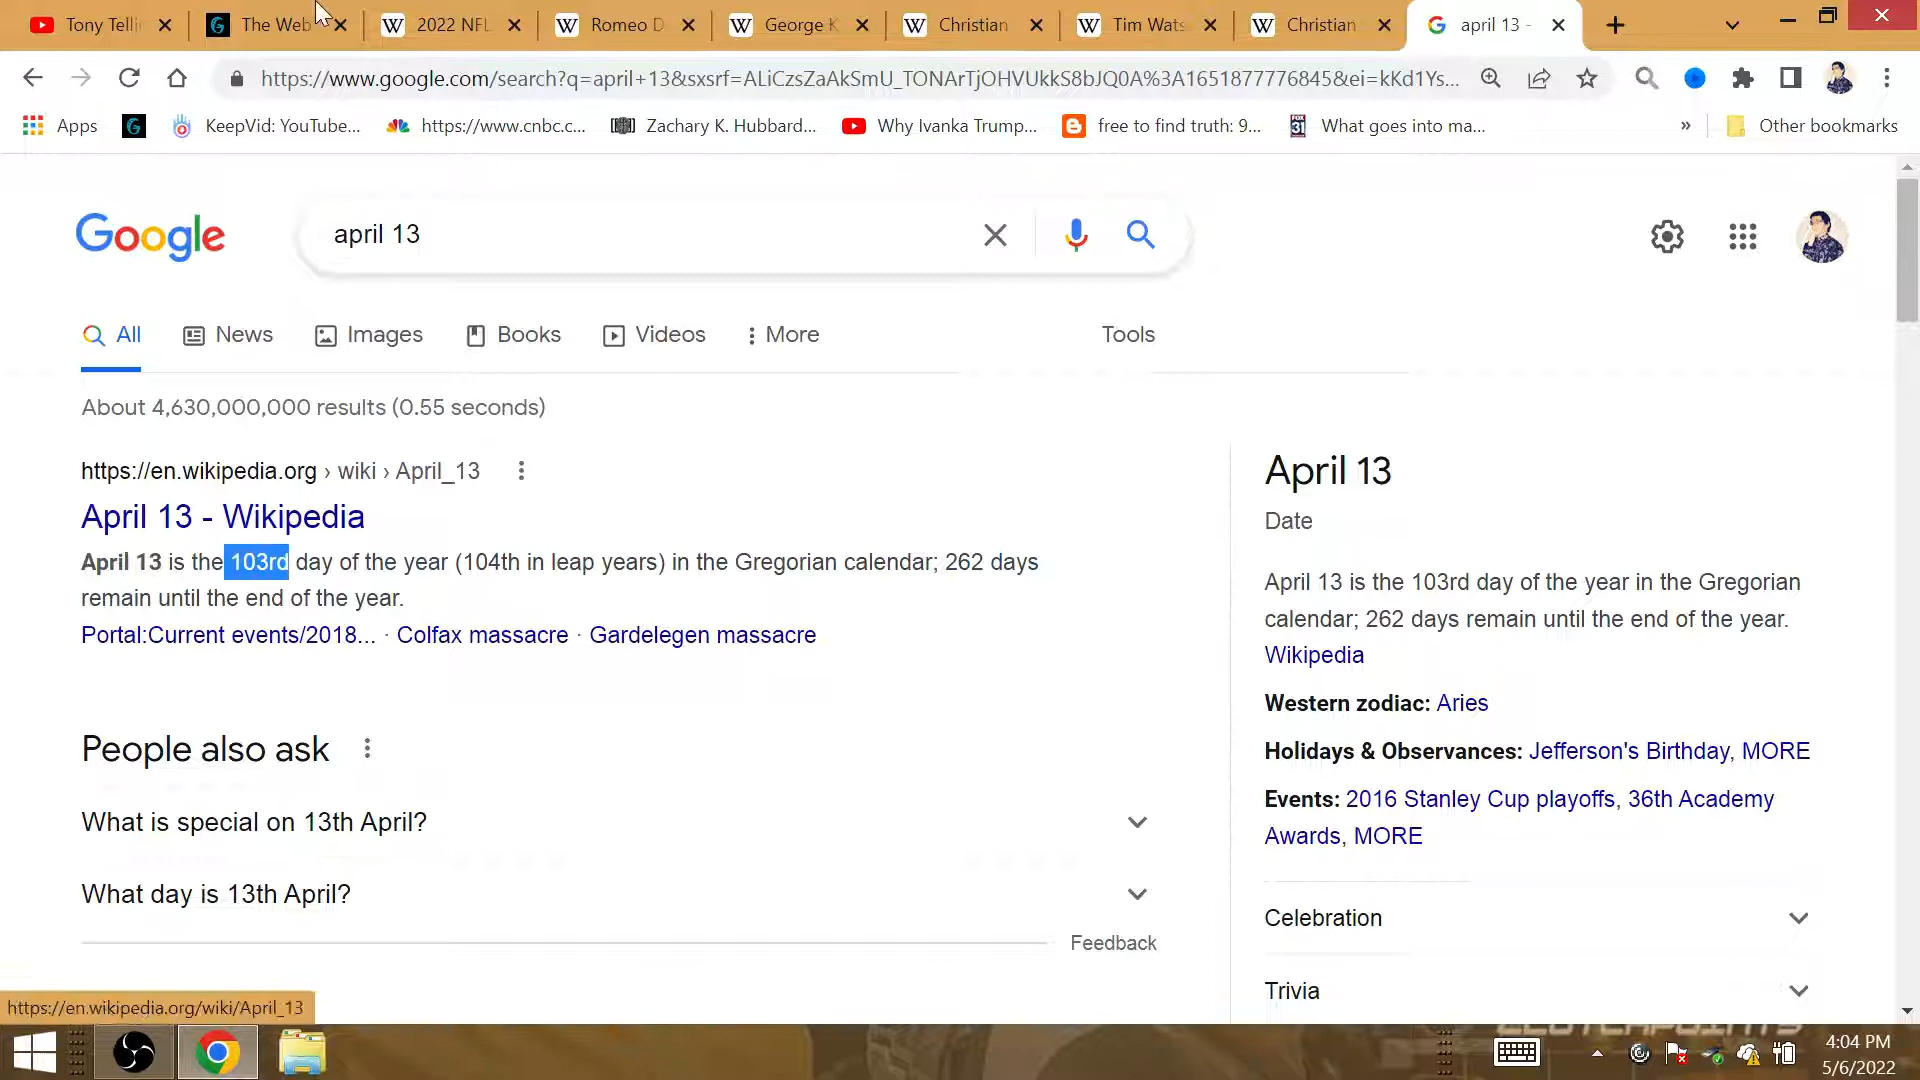 Tony Telli
The Web
2022 NFL
Romeo D
George K
Christian
Tim Wats
Christian
april 13 -
https://www.google.com/search?q=april+13&sxsrf=ALiCzsZaAkSmU_TONArTjOHVUkkS8bJQ0A%3A1651877776845&ei=kKd1Ys...
Apps
KeepVid: YouTube...
https://www.cnbc.c...
Zachary K. Hubbard...
Why Ivanka Trump...
free to find truth: 9...
FOX 31
What goes into ma...
»
Other bookmarks
Google
april 13
All
News
Images
Books
Videos
More
Tools
About 4,630,000,000 results (0.55 seconds)
https://en.wikipedia.org › wiki › April_13
April 13 - Wikipedia
April 13 is the 103rd day of the year (104th in leap years) in the Gregorian calendar; 262 days
remain until the end of the year.
Portal:Current events/2018... · Colfax massacre · Gardelegen massacre
People also ask
What is special on 13th April?
What day is 13th April?
Feedback
April 13
Date
April 13 is the 103rd day of the year in the Gregorian
calendar; 262 days remain until the end of the year.
Wikipedia
Western zodiac: Aries
Holidays & Observances: Jefferson's Birthday, MORE
Events: 2016 Stanley Cup playoffs, 36th Academy
Awards, MORE
Celebration
Trivia
https://en.wikipedia.org/wiki/April_13
CLUTCHPOINTS
4:04 PM
5/6/2022